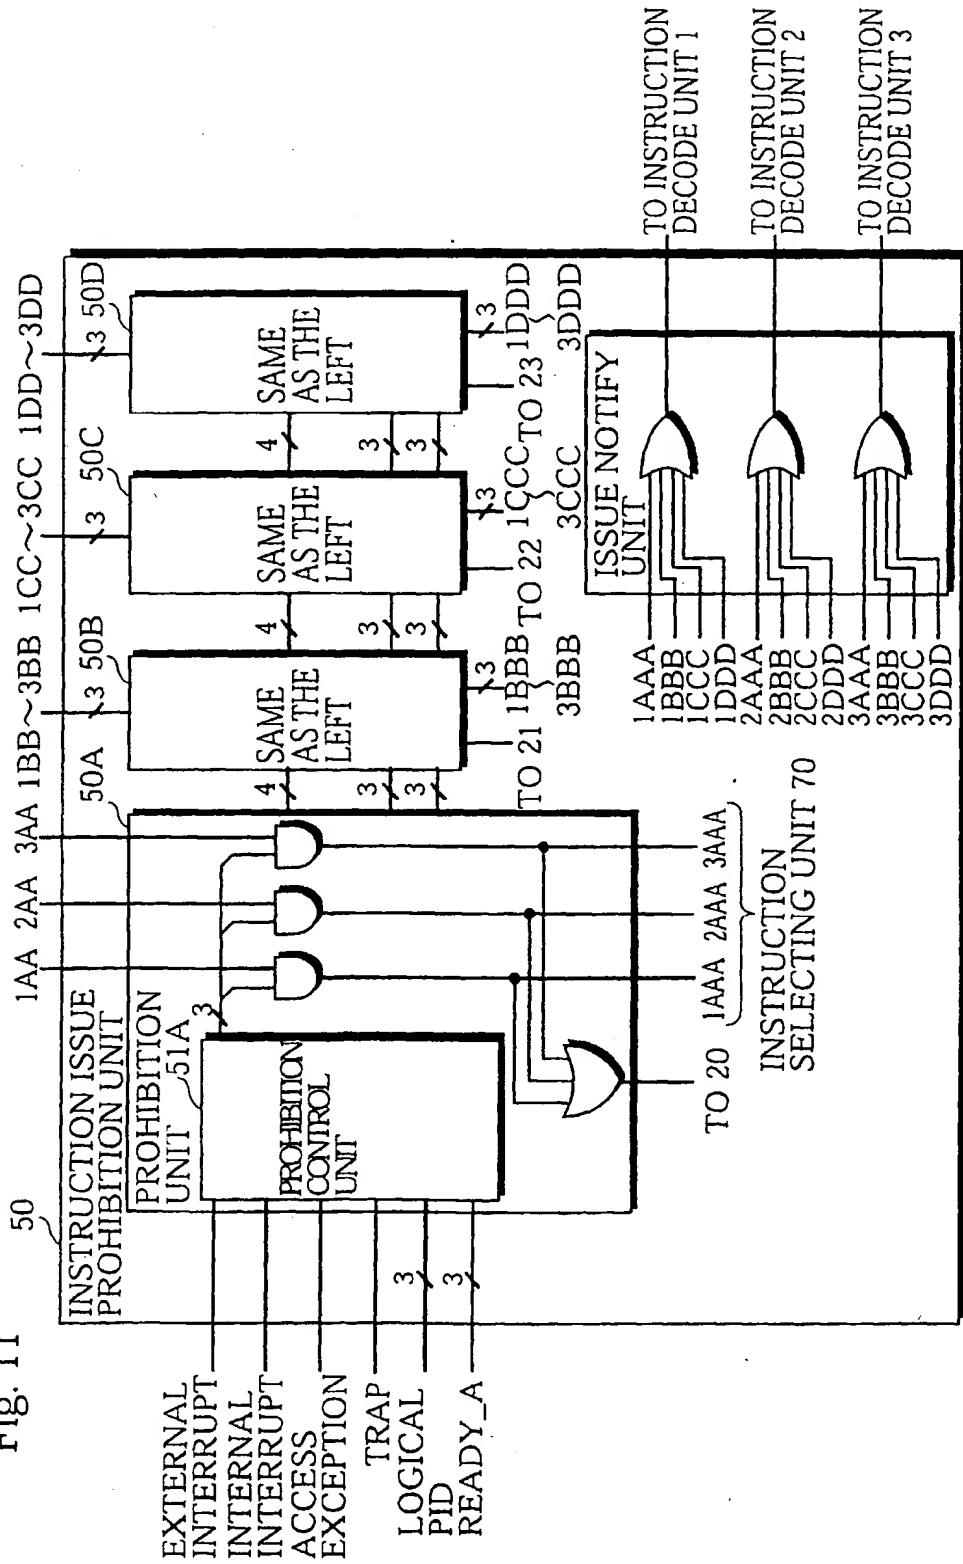 Fig. 11
50
INSTRUCTION ISSUE
PROHIBITION UNIT
1AA 2AA 3AA 1BB~3BB 1CC~3CC 1DD~3DD
50A
50B
50C
50D
3
3
3
PROHIBITION
UNIT
51A
3
PROHIBITION
CONTROL
UNIT
EXTERNAL
INTERRUPT
INTERNAL
INTERRUPT
ACCESS
EXCEPTION
TRAP
LOGICAL
PID
READY_A
3
3
4
3
3
SAME
AS THE
LEFT
4
3
3
SAME
AS THE
LEFT
4
3
3
SAME
AS THE
LEFT
3
3
3
TO 21
1BBB
3BBB
TO 22
1CCC
3CCC
TO 23
1DDD
3DDD
TO 20
1AAA 2AAA 3AAA
INSTRUCTION
SELECTING UNIT 70
ISSUE NOTIFY
UNIT
1AAA
1BBB
1CCC
1DDD
2AAA
2BBB
2CCC
2DDD
3AAA
3BBB
3CCC
3DDD
TO INSTRUCTION
DECODE UNIT 1
TO INSTRUCTION
DECODE UNIT 2
TO INSTRUCTION
DECODE UNIT 3